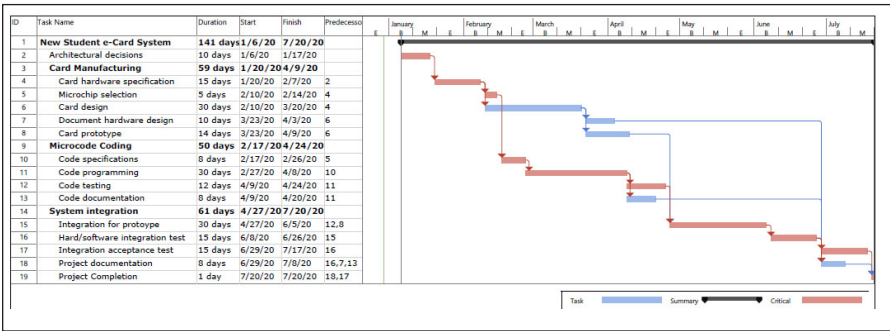 ID Task Name Duration Start Finish Predecesso January February March April May June July
E B M E B M E B M E B M E B M E B M E B M
1 New Student e-Card System 141 days 1/6/20 7/20/20
2 Architectural decisions 10 days 1/6/20 1/17/20
3 Card Manufacturing 59 days 1/20/20 4/9/20
4 Card hardware specification 15 days 1/20/20 2/7/20 2
5 Microchip selection 5 days 2/10/20 2/14/20 4
6 Card design 30 days 2/10/20 3/20/20 4
7 Document hardware design 10 days 3/23/20 4/3/20 6
8 Card prototype 14 days 3/23/20 4/9/20 6
9 Microcode Coding 50 days 2/17/20 4/24/20
10 Code specifications 8 days 2/17/20 2/26/20 5
11 Code programming 30 days 2/27/20 4/8/20 10
12 Code testing 12 days 4/9/20 4/24/20 11
13 Code documentation 8 days 4/9/20 4/20/20 11
14 System integration 61 days 4/27/20 7/20/20
15 Integration for protoype 30 days 4/27/20 6/5/20 12,8
16 Hard/software integration test 15 days 6/8/20 6/26/20 15
17 Integration acceptance test 15 days 6/29/20 7/17/20 16
18 Project documentation 8 days 6/29/20 7/8/20 16,7,13
19 Project Completion 1 day 7/20/20 7/20/20 18,17
Task Summary Critical